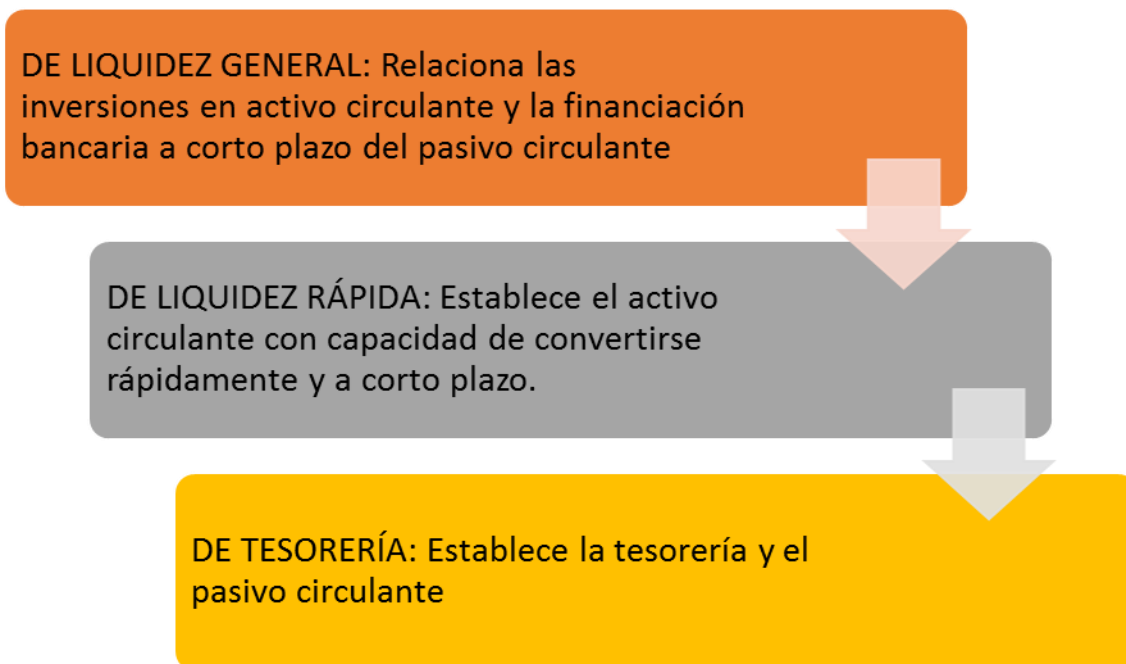 DE LIQUIDEZ GENERAL: Relaciona las
inversiones en activo circulante y la financiación
bancaria a corto plazo del pasivo circulante
DE LIQUIDEZ RÁPIDA: Establece el activo
circulante con capacidad de convertirse
rápidamente y a corto plazo.
DE TESORERÍA: Establece la tesorería y el
pasivo circulante